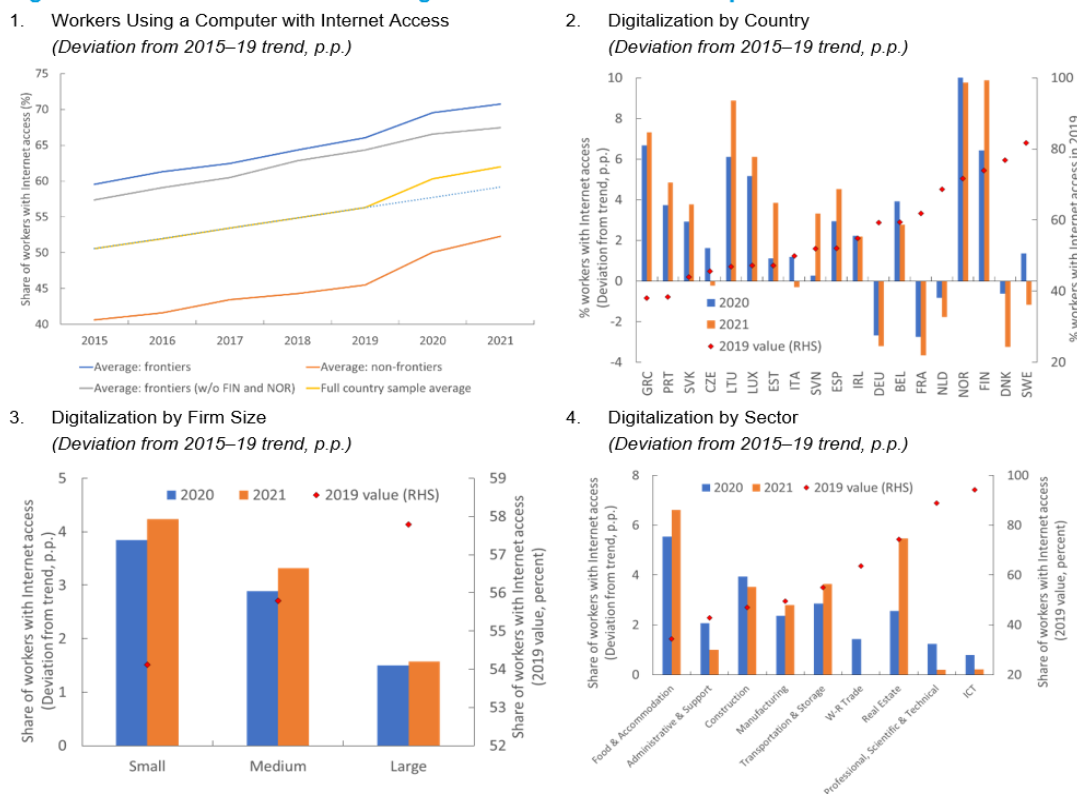 1. Workers Using a Computer with Internet Access
(Deviation from 2015–19 trend, p.p.)
Share of workers with Internet access (%)
75
70
65
60
55
50
45
40
2015 2016 2017 2018 2019 2020 2021
Average: frontiers
Average: non-frontiers
Average: frontiers (w/o FIN and NOR)
Full country sample average
2. Digitalization by Country
(Deviation from 2015–19 trend, p.p.)
% workers with Internet access
(Deviation from trend, p.p.)
10
8
6
4
2
0
-2
-4
2020
2021
2019 value (RHS)
100
80
60
40
20
% workers with Internet access in 2019
GRC PRT SVK CZE LTU LUX EST ITA SVN ESP IRL DEU BEL FRA NLD NOR FIN DNK SWE
3. Digitalization by Firm Size
(Deviation from 2015–19 trend, p.p.)
Share of workers with Internet access
(Deviation from trend, p.p.)
5
4
3
2
1
0
2020 2021 2019 value (RHS)
59
58
57
56
55
54
53
52
Share of workers with Internet access
(2019 value, percent)
Small Medium Large
4. Digitalization by Sector
(Deviation from 2015–19 trend, p.p.)
Share of workers with Internet access
(Deviation from trend, p.p.)
8
6
4
2
0
2020 2021 2019 value (RHS)
100
80
60
40
20
Share of workers with Internet access
(2019 value, percent)
Food & Accommodation
Administrative & Support
Construction
Manufacturing
Transportation & Storage
W-R Trade
Real Estate
Professional, Scientific & Technical
ICT